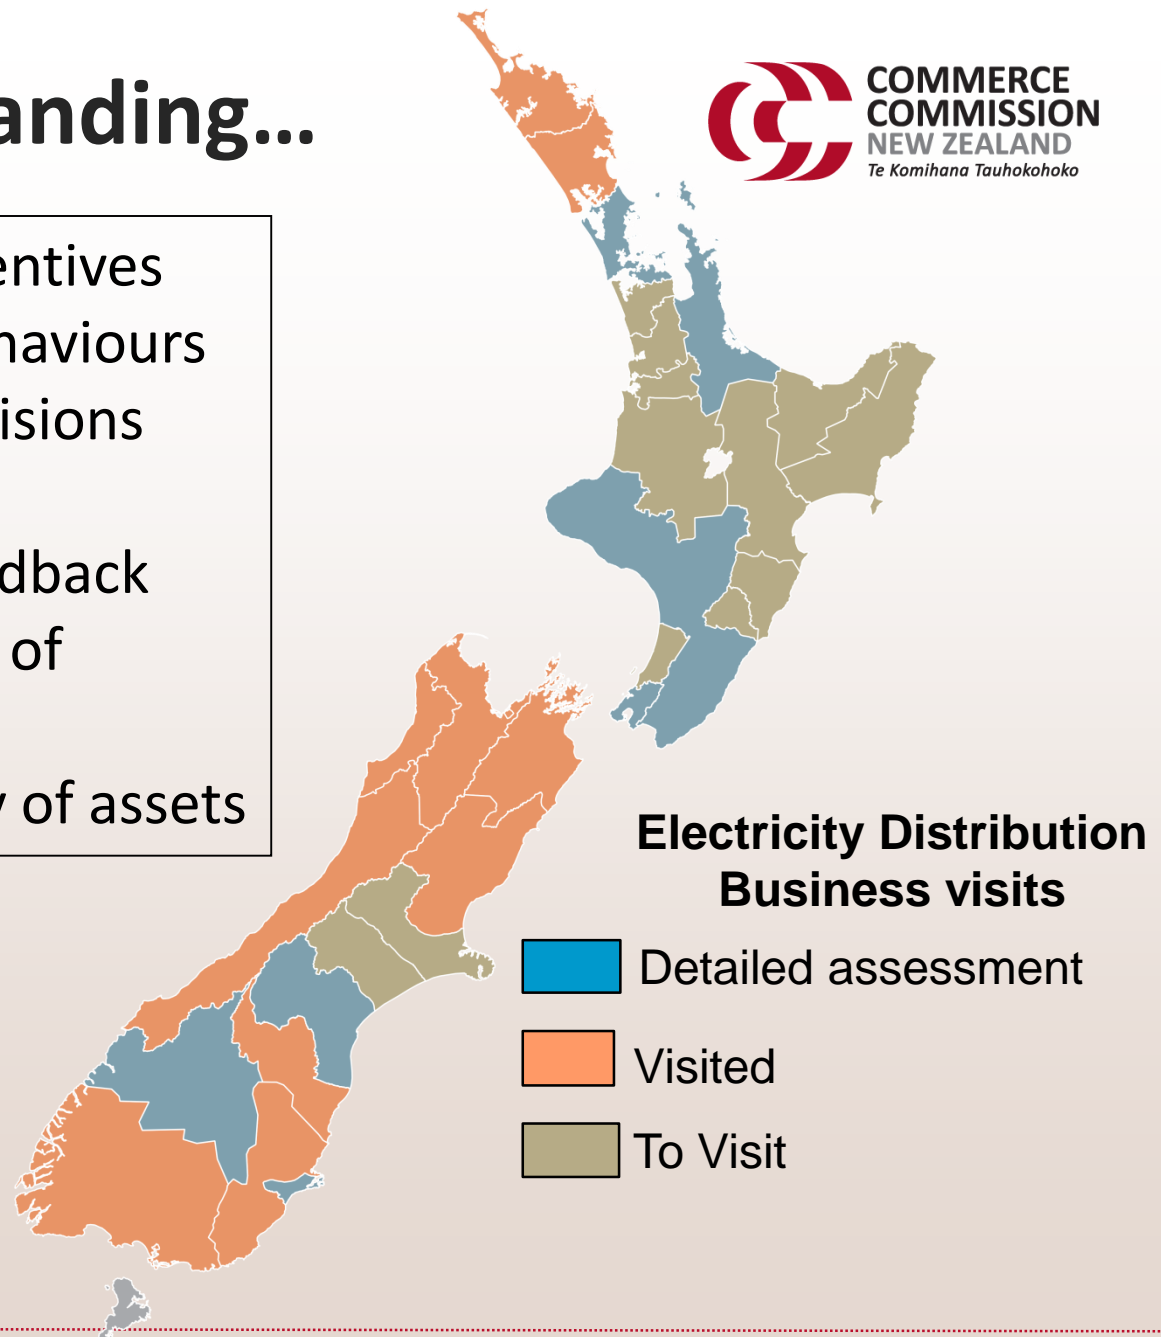 anding...
COMMERCE
COMMISSION
NEW ZEALAND
Te Komihana Tauhokohoko
entives
haviours
isions
dback
of
y of assets
Electricity Distribution
Business visits
Detailed assessment
Visited
To Visit